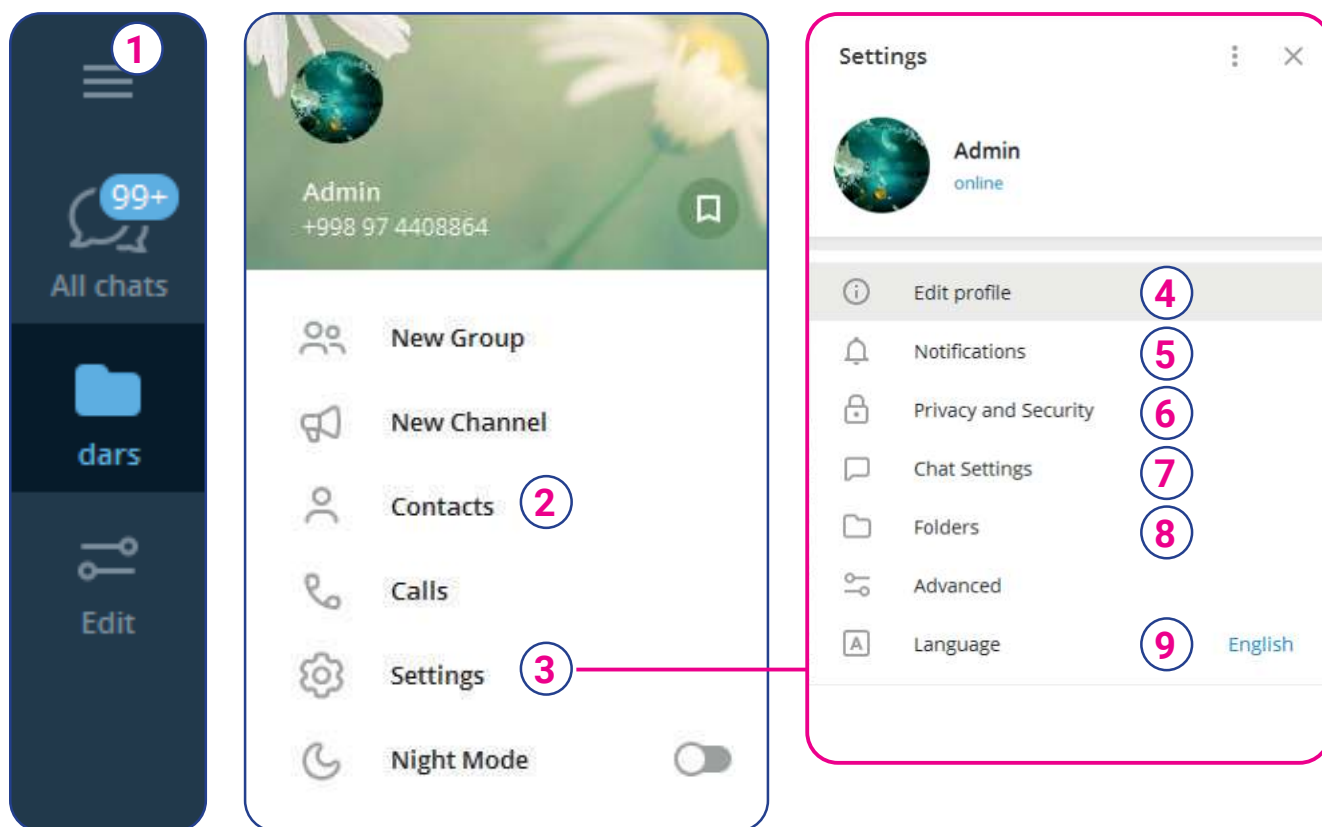 1
99+
All chats
dars
Edit
Admin
+998 97 4408864
New Group
New Channel
Contacts 2
Calls
Settings 3
Night Mode
Settings
Admin
online
Edit profile 4
Notifications 5
Privacy and Security 6
Chat Settings 7
Folders 8
Advanced
A Language 9 English